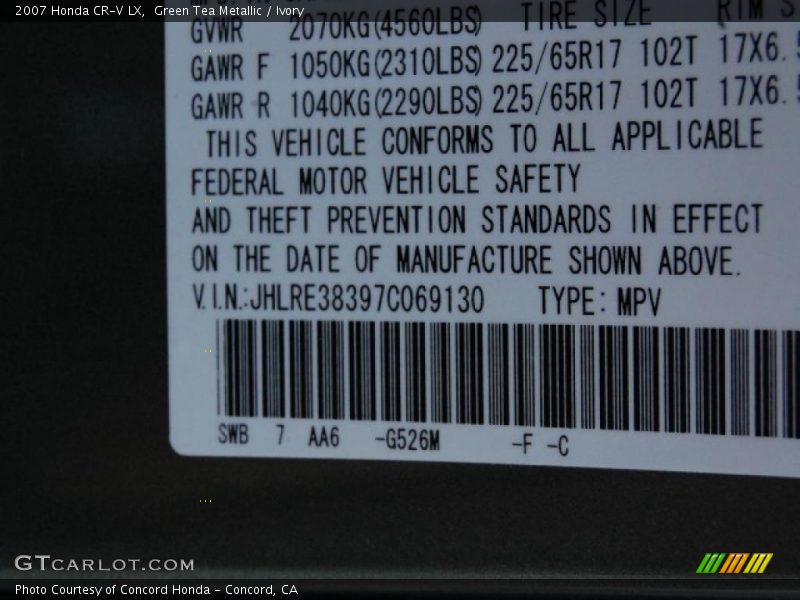 2007 Honda CR-V LX, Green Tea Metallic / Ivory
GVWR 2070KG(4560LBS) TIRE SIZE RIM S
GAWR F 1050KG(2310LBS) 225/65R17 102T 17X6.5
GAWR R 1040KG(2290LBS) 225/65R17 102T 17X6.5
THIS VEHICLE CONFORMS TO ALL APPLICABLE
FEDERAL MOTOR VEHICLE SAFETY
AND THEFT PREVENTION STANDARDS IN EFFECT
ON THE DATE OF MANUFACTURE SHOWN ABOVE.
V.I.N.:JHLRE38397C069130 TYPE: MPV
SWB 7 AA6 -G526M -F -C
GTCARLOT.COM
Photo Courtesy of Concord Honda - Concord, CA